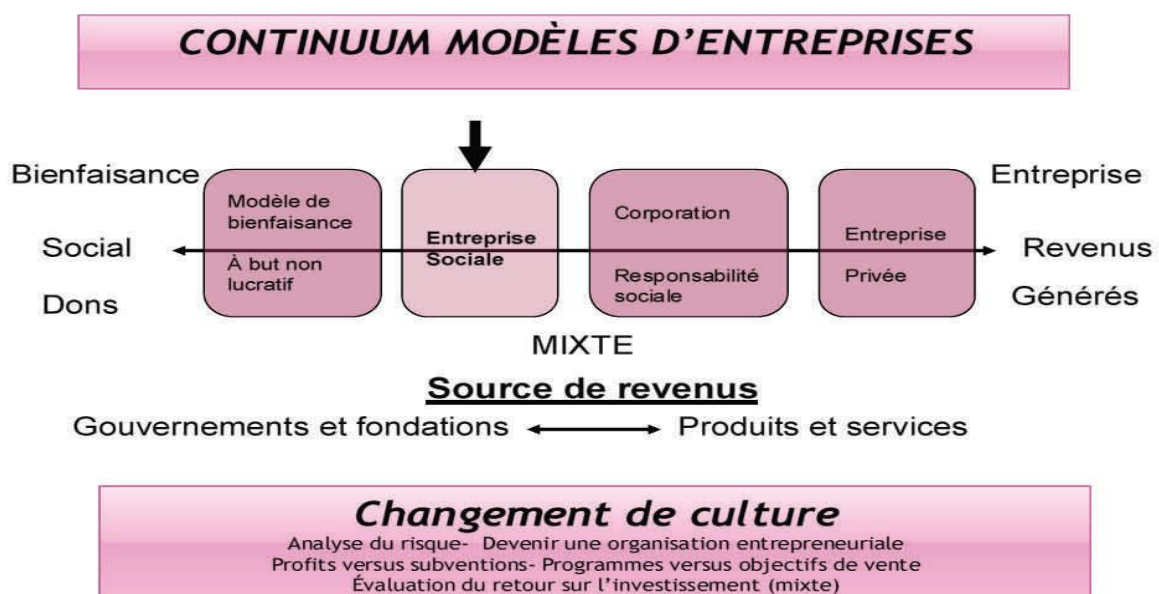 CONTINUUM MODÈLES D'ENTREPRISES
Bienfaisance
Social
Dons
Modèle de
bienfaisance
À but non
lucratif
Entreprise
Sociale
Corporation
Responsabilité
sociale
Entreprise
Privée
Entreprise
Revenus
Générés
MIXTE
Source de revenus
Gouvernements et fondations
Produits et services
Changement de culture
Analyse du risque- Devenir une organisation entrepreneuriale
Profits versus subventions- Programmes versus objectifs de vente
Évaluation du retour sur l'investissement (mixte)